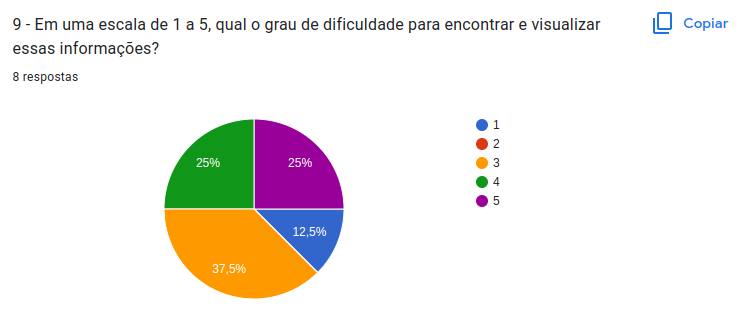 9 - Em uma escala de 1 a 5, qual o grau de dificuldade para encontrar e visualizar
essas informações?
Copiar
8 respostas
25%
25%
12,5%
37,5%
1
2
3
4
5